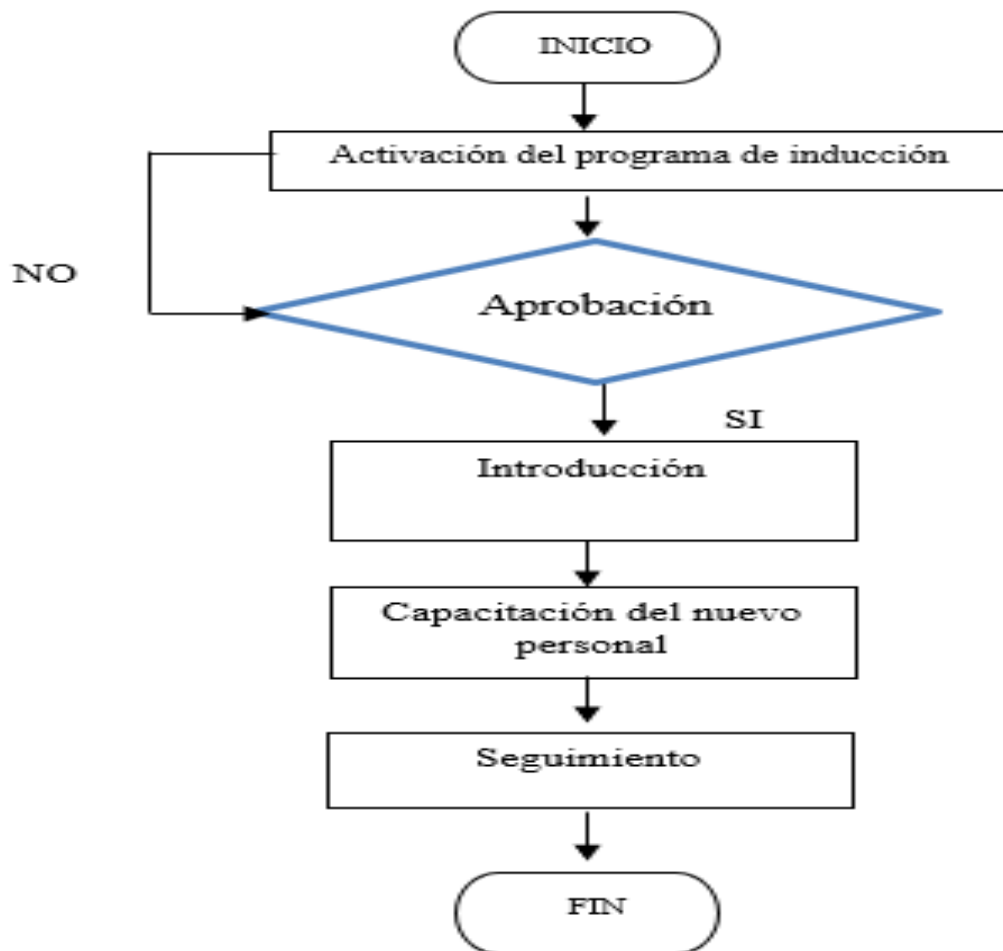 INICIO
Activación del programa de inducción
NO
Aprobación
SI
Introducción
Capacitación del nuevo
personal
Seguimiento
FIN